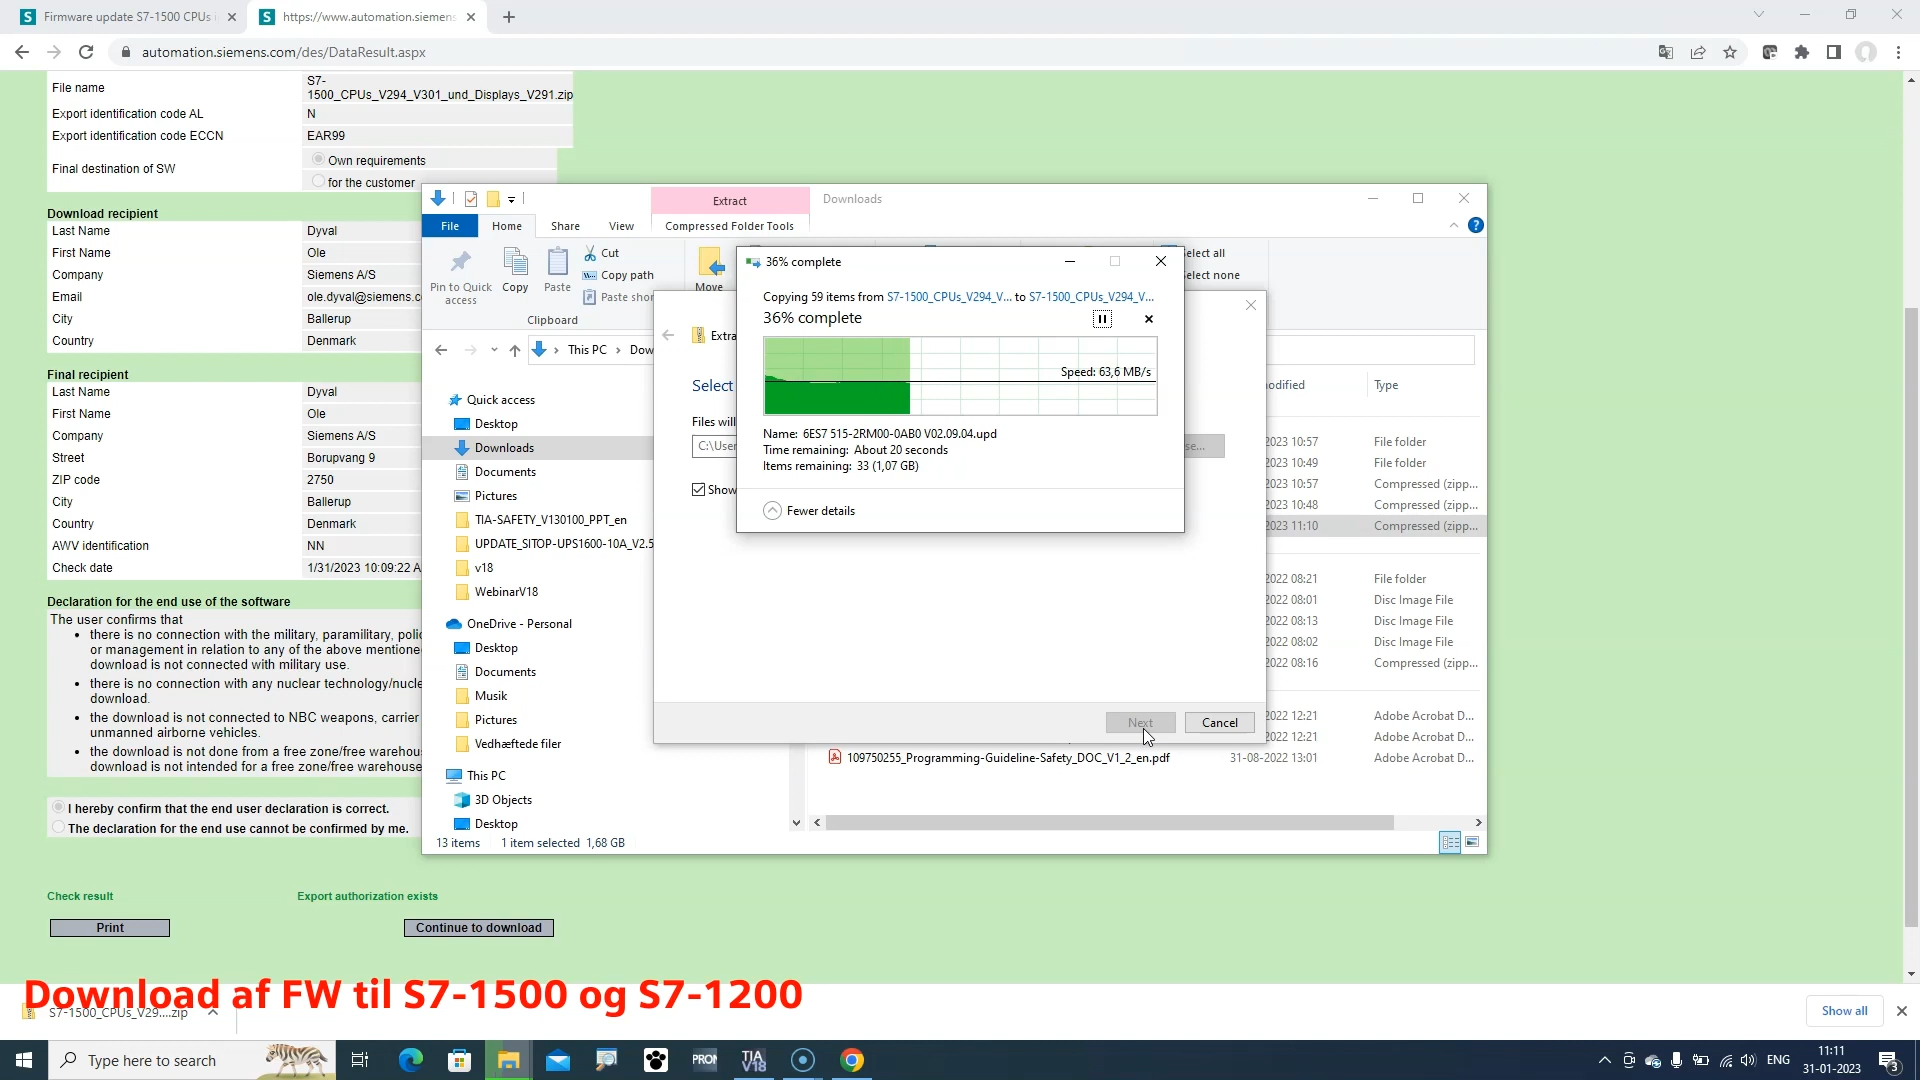 Firmware update S7-1500 CPUs i
https://www.automation.siemens
automation.siemens.com/des/DataResult.aspx
File name
S7-
1500_CPUs_V294_V301_und_Displays_V291.zip
Export identification code AL
N
Export identification code ECCN
EAR99
Final destination of SW
Own requirements
for the customer
Download recipient
Last Name
Dyval
First Name
Ole
Company
Siemens A/S
Email
ole.dyval@siemens.c
City
Ballerup
Country
Denmark
Final recipient
Last Name
Dyval
First Name
Ole
Company
Siemens A/S
Street
Borupvang 9
ZIP code
2750
City
Ballerup
Country
Denmark
AWV identification
NN
Check date
1/31/2023 10:09:22 A
Declaration for the end use of the software
The user confirms that
• there is no connection with the military, paramilitary, poli
or management in relation to any of the above mentione
download is not connected with military use.
• there is no connection with any nuclear technology/nucle
download.
• the download is not connected to NBC weapons, carrier
unmanned airborne vehicles.
• the download is not done from a free zone/free warehou
download is not intended for a free zone/free warehouse
I hereby confirm that the end user declaration is correct.
The declaration for the end use cannot be confirmed by me.
Check result
Export authorization exists
Print
Continue to download
Extract
Downloads
File
Home
Share
View
Compressed Folder Tools
Pin to Quick
access
Copy
Paste
Cut
Copy path
Paste shor
Clipboard
Move
Select all
Select none
This PC
Dow
Quick access
Desktop
Downloads
Documents
Pictures
TIA-SAFETY_V130100_PPT_en
UPDATE_SITOP-UPS1600-10A_V2.5
v18
WebinarV18
OneDrive - Personal
Desktop
Documents
Musik
Pictures
Vedhæftede filer
This PC
3D Objects
Desktop
13 items
1 item selected 1,68 GB
Extra
Select
Files will
C:\User
se...
Show
Next
Cancel
36% complete
Copying 59 items from S7-1500_CPUs_V294_V... to S7-1500_CPUs_V294_V...
36% complete
Speed: 63,6 MB/s
Name: 6ES7 515-2RM00-0AB0 V02.09.04.upd
Time remaining: About 20 seconds
Items remaining: 33 (1,07 GB)
Fewer details
modified
Type
2023 10:57
File folder
2023 10:49
File folder
2023 10:57
Compressed (zipp...
2023 10:48
Compressed (zipp...
2023 11:10
Compressed (zipp...
2022 08:21
File folder
2022 08:01
Disc Image File
2022 08:13
Disc Image File
2022 08:02
Disc Image File
2022 08:16
Compressed (zipp...
2022 12:21
Adobe Acrobat D...
2022 12:21
Adobe Acrobat D...
109750255_Programming-Guideline-Safety_DOC_V1_2_en.pdf
31-08-2022 13:01
Adobe Acrobat D...
Download af FW til S7-1500 og S7-1200
S7-1500_CPUs_V29....zip
Show all
Type here to search
PRON
TIA
V18
ENG
11:11
31-01-2023
3